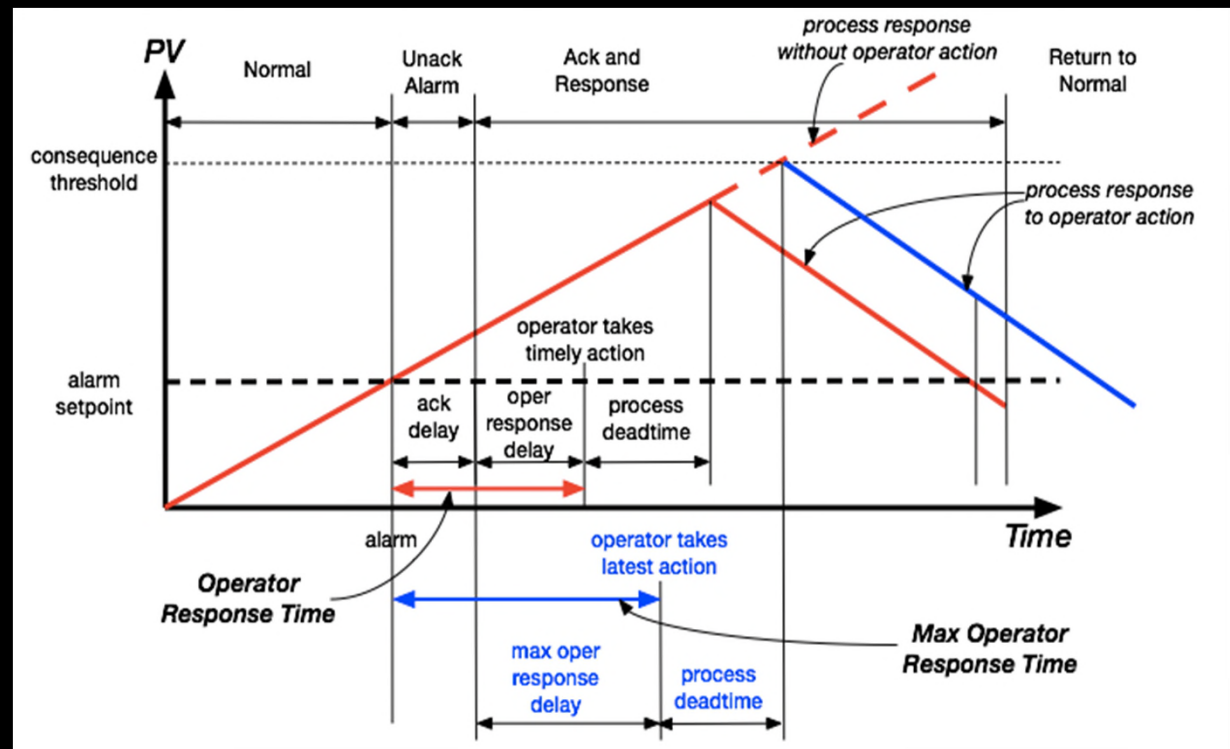 PV
Normal
Unack
Alarm
Ack and
Response
process response
without operator action
Return to
Normal
consequence
threshold
process response
to operator action
operator takes
timely action
alarm
setpoint
ack
delay
oper
response
delay
process
deadtime
Time
alarm
operator takes
latest action
Operator
Response Time
Max Operator
Response Time
max oper
response
delay
process
deadtime